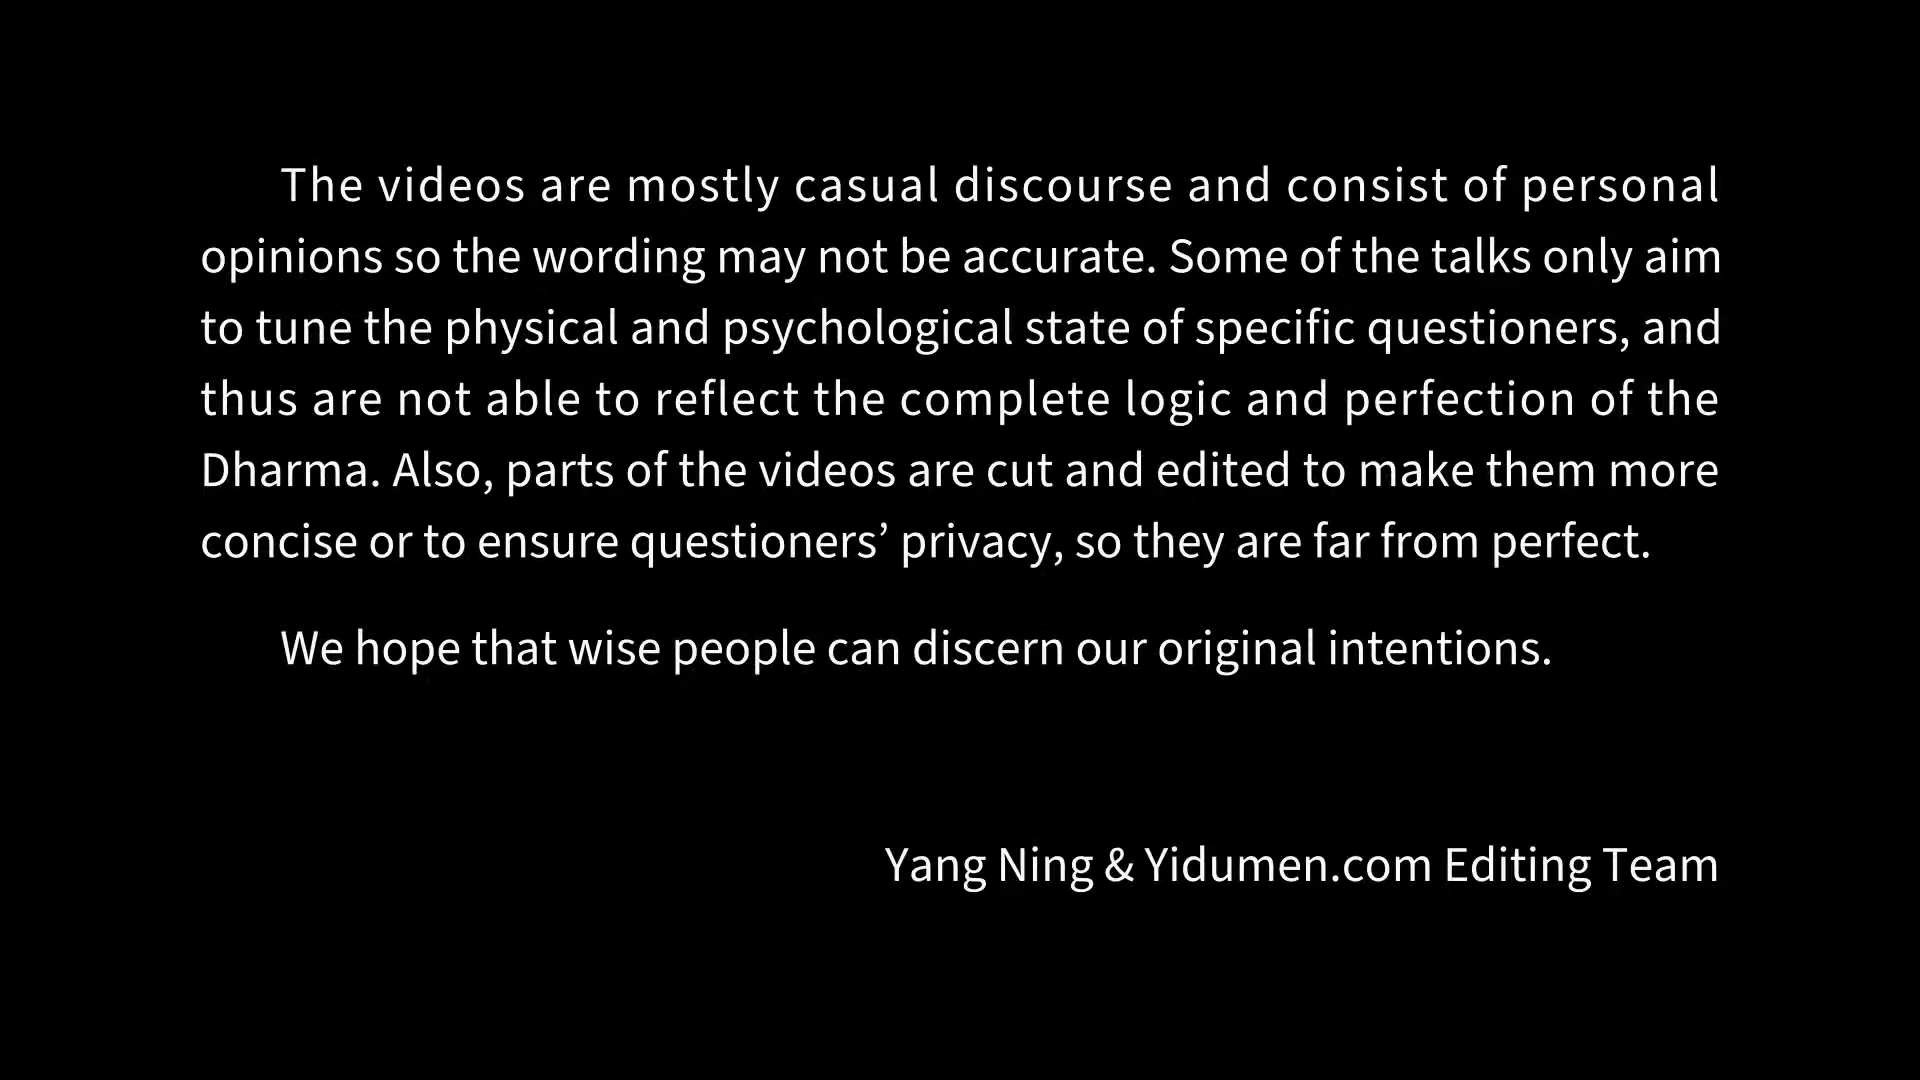 The videos are mostly casual discourse and consist of personal
opinions so the wording may not be accurate. Some of the talks only aim
to tune the physical and psychological state of specific questioners, and
thus are not able to reflect the complete logic and perfection of the
Dharma. Also, parts of the videos are cut and edited to make them more
concise or to ensure questioners’ privacy, so they are far from perfect.
We hope that wise people can discern our original intentions.
Yang Ning & Yidumen.com Editing Team